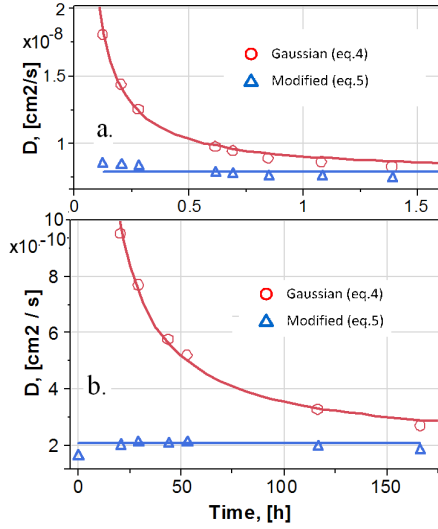 2
x10⁻⁸
Gaussian (eq.4)
1.5
Modified (eq.5)
D, [cm2/s]
a.
1
0 0.5 1 1.5
10
x10⁻¹⁰
Gaussian (eq.4)
8
Modified (eq.5)
D, [cm2 / s]
6
4
b.
2
0 50 100 150
Time, [h]